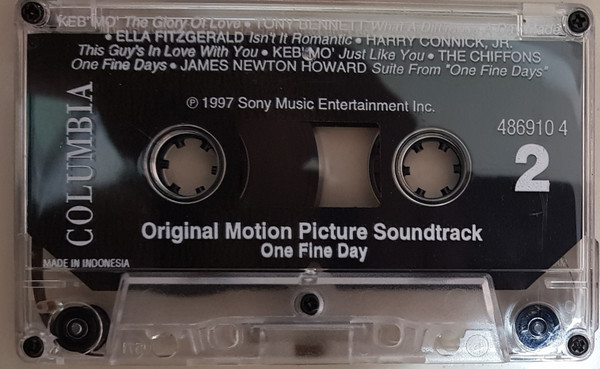 KEB' MO' The Glory Of Love • TONY BENNETT What A Diff
• ELLA FITZGERALD Isn't It Romantic • HARRY CONNICK, JR.
This Guy's In Love With You • KEB' MO' Just Like You • THE CHIFFONS
One Fine Days • JAMES NEWTON HOWARD Suite From "One Fine Days"
℗ 1997 Sony Music Entertainment Inc.
COLUMBIA
486910 4
2
Original Motion Picture Soundtrack
One Fine Day
MADE IN INDONESIA